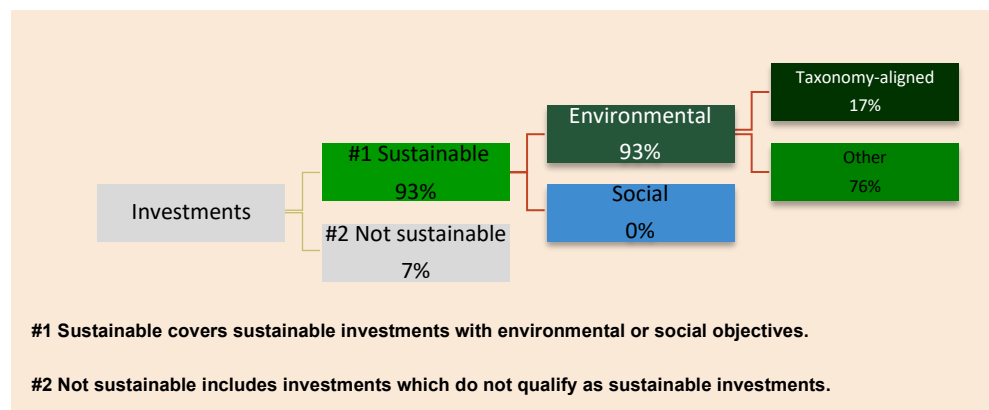 Investments
#1 Sustainable
93%
#2 Not sustainable
7%
Environmental
93%
Social
0%
Taxonomy-aligned
17%
Other
76%
#1 Sustainable covers sustainable investments with environmental or social objectives.
#2 Not sustainable includes investments which do not qualify as sustainable investments.